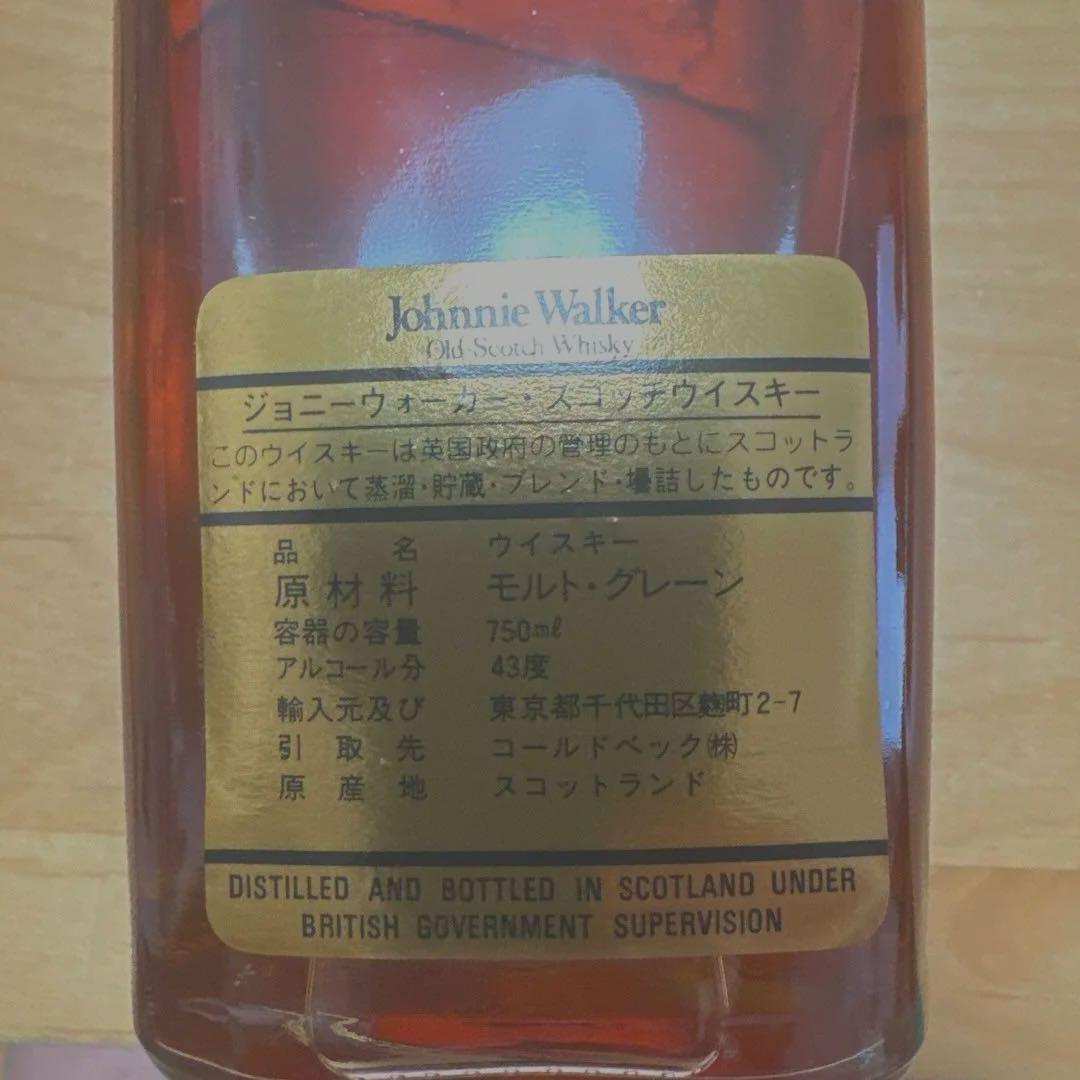 Johnnie Walker
Old Scotch Whisky
ジョニーウォーカー・スコッチウイスキー
このウイスキーは英国政府の管理のもとにスコットラ
ンドにおいて蒸溜・貯蔵・ブレンド・壜詰したものです。
品名 ウイスキー
原材料 モルト・グレーン
容器の容量 750ml
アルコール分 43度
輸入元及び 東京都千代田区麴町2-7
引取先 コールドベック㈱
原産地 スコットランド
DISTILLED AND BOTTLED IN SCOTLAND UNDER
BRITISH GOVERNMENT SUPERVISION